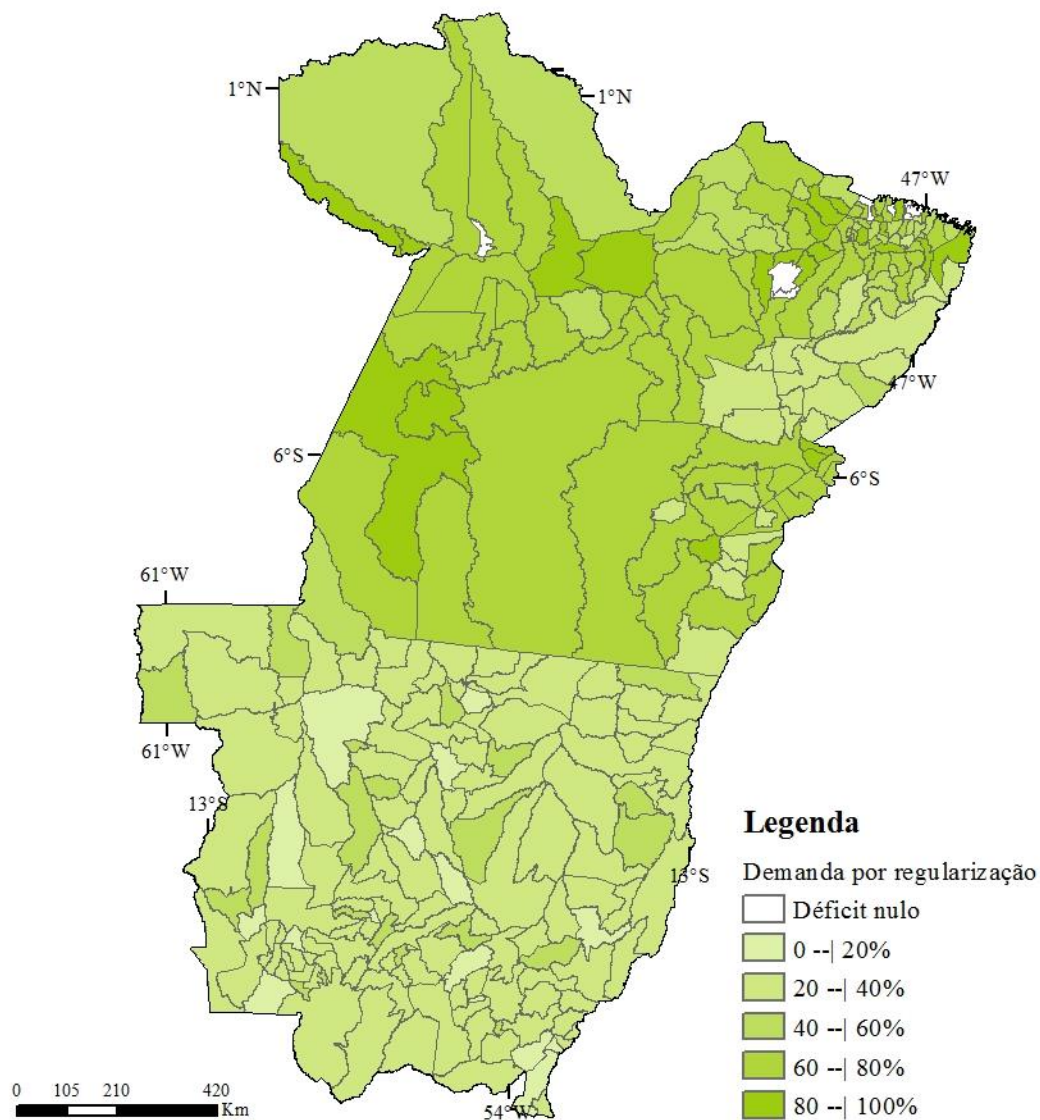 1°N
1°N
47°W
47°W
6°S
6°S
61°W
61°W
13°S
13°S
Legenda
Demanda por regularização
Déficit nulo
0 --| 20%
20 --| 40%
40 --| 60%
60 --| 80%
80 --| 100%
0 105 210 420
Km
54°W